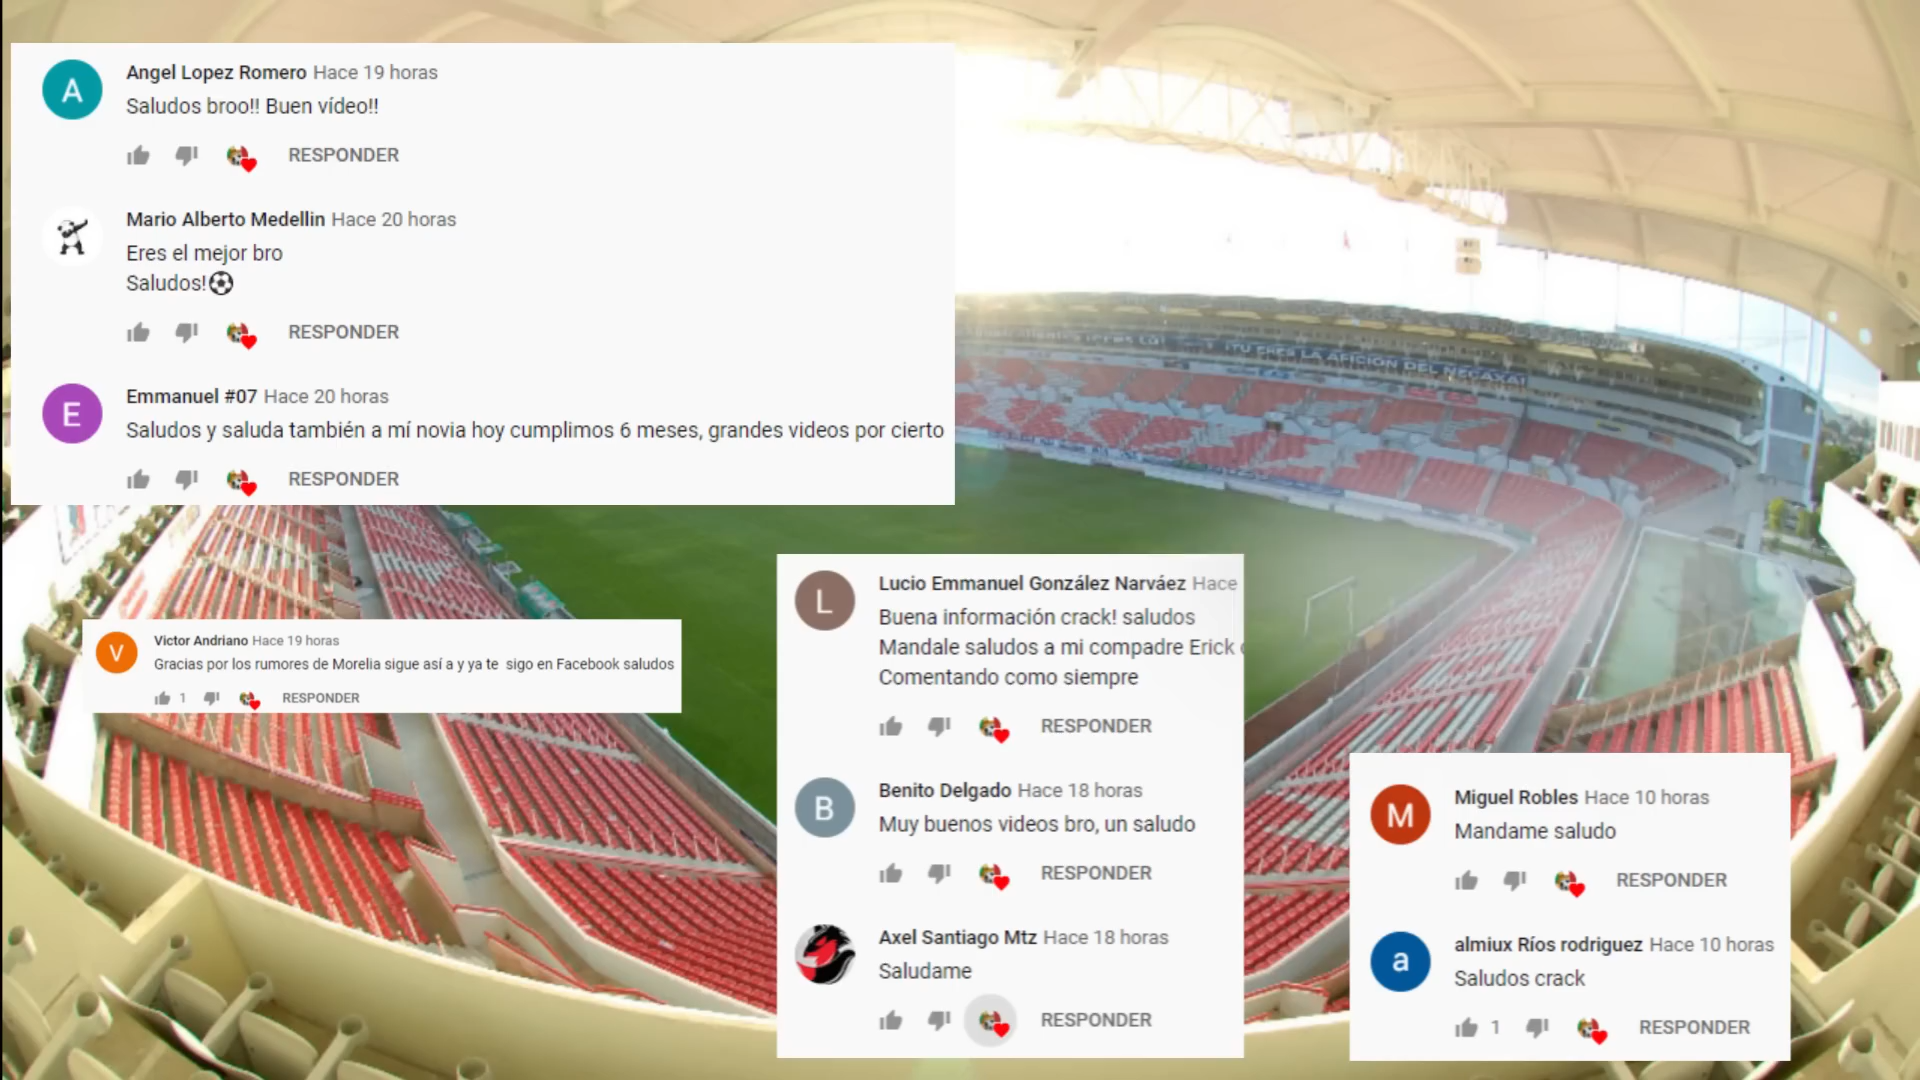 A
Angel Lopez Romero Hace 19 horas
Saludos broo!! Buen vídeo!!
RESPONDER
Mario Alberto Medellin Hace 20 horas
Eres el mejor bro
Saludos!⚽
RESPONDER
E
Emmanuel #07 Hace 20 horas
Saludos y saluda también a mí novia hoy cumplimos 6 meses, grandes videos por cierto
RESPONDER
¡TU ERES LA AFICION DEL NECAXA!
V
Victor Andriano Hace 19 horas
Gracias por los rumores de Morelia sigue así a y ya te sigo en Facebook saludos
1 RESPONDER
L
Lucio Emmanuel González Narváez Hace
Buena información crack! saludos
Mandale saludos a mi compadre Erick
Comentando como siempre
RESPONDER
B
Benito Delgado Hace 18 horas
Muy buenos videos bro, un saludo
RESPONDER
Axel Santiago Mtz Hace 18 horas
Saludame
RESPONDER
M
Miguel Robles Hace 10 horas
Mandame saludo
RESPONDER
a
almiux Ríos rodriguez Hace 10 horas
Saludos crack
1 RESPONDER